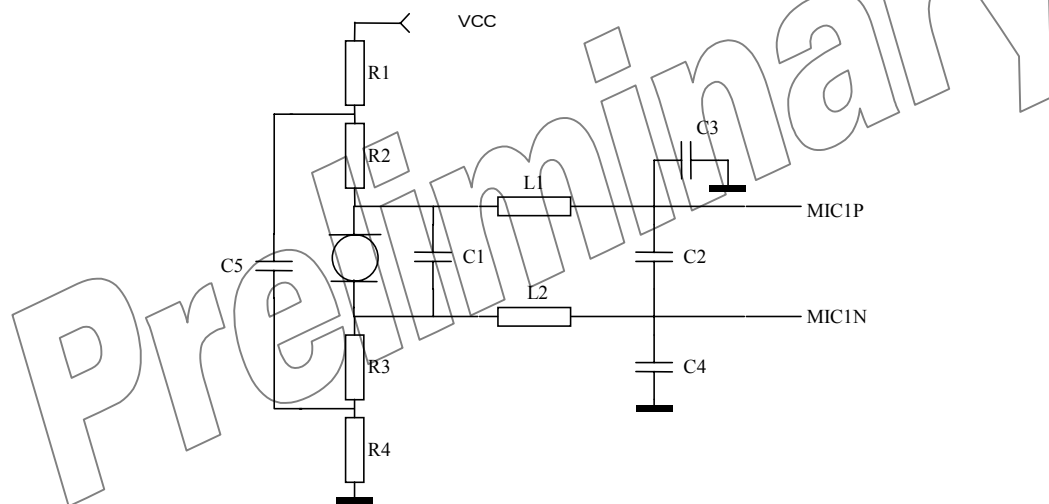 VCC
R1
C3
R2
L1
MIC1P
C5
C1
C2
L2
MIC1N
R3
C4
R4
Preliminary